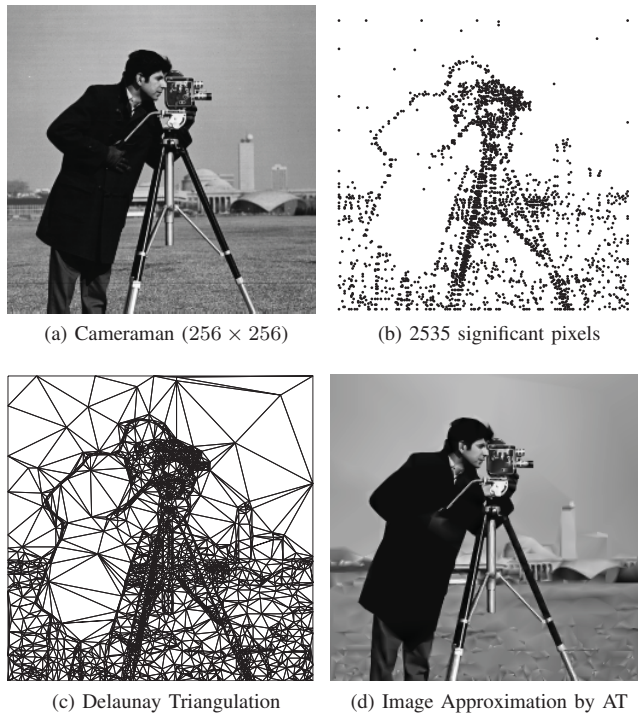 (a) Cameraman (256 × 256)
(b) 2535 significant pixels
(c) Delaunay Triangulation
(d) Image Approximation by AT